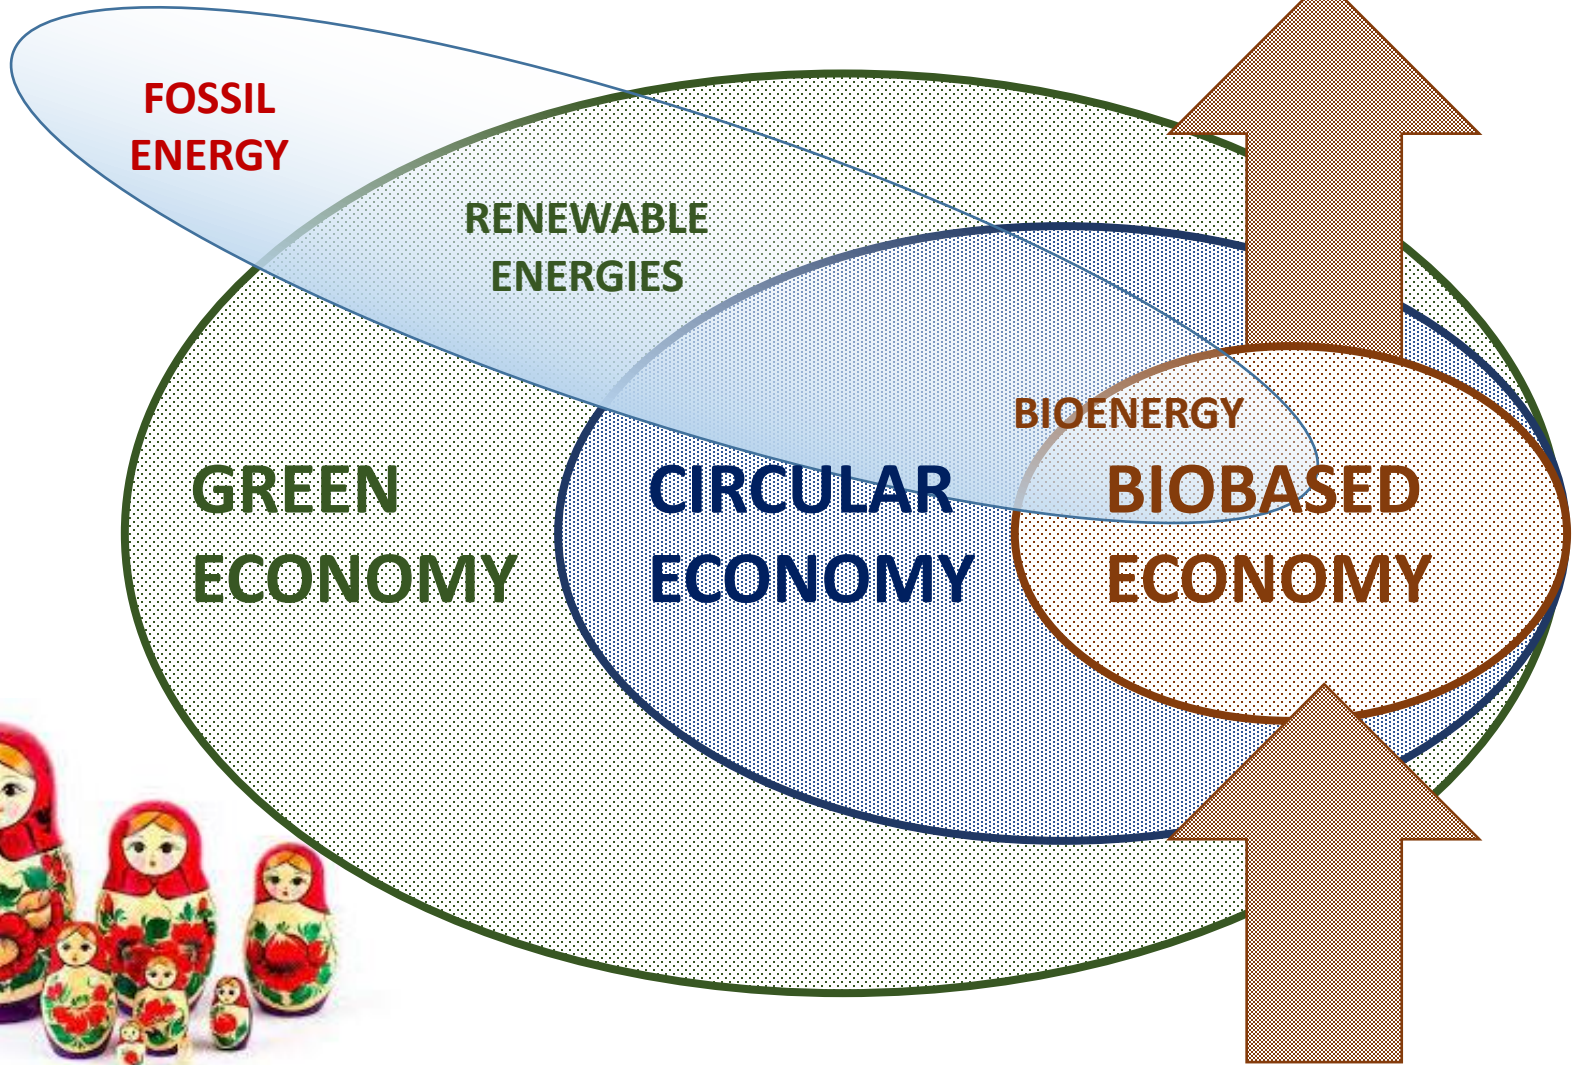 FOSSIL
ENERGY
RENEWABLE
ENERGIES
BIOENERGY
GREEN
ECONOMY
CIRCULAR
ECONOMY
BIOBASED
ECONOMY